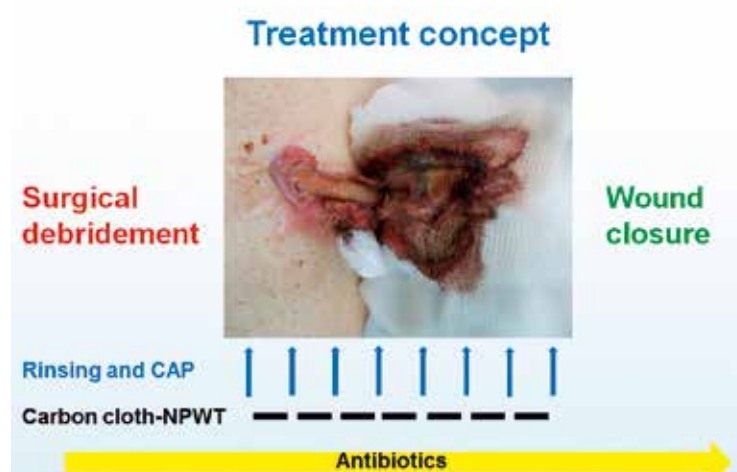 Treatment concept
Surgical
debridement
Wound
closure
Rinsing and CAP
Carbon cloth-NPWT
Antibiotics